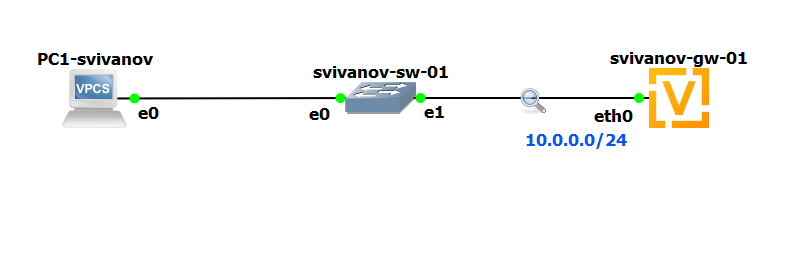 PC1-svivanov
svivanov-sw-01
svivanov-gw-01
VPCS
V
e0
e0
e1
eth0
10.0.0.0/24